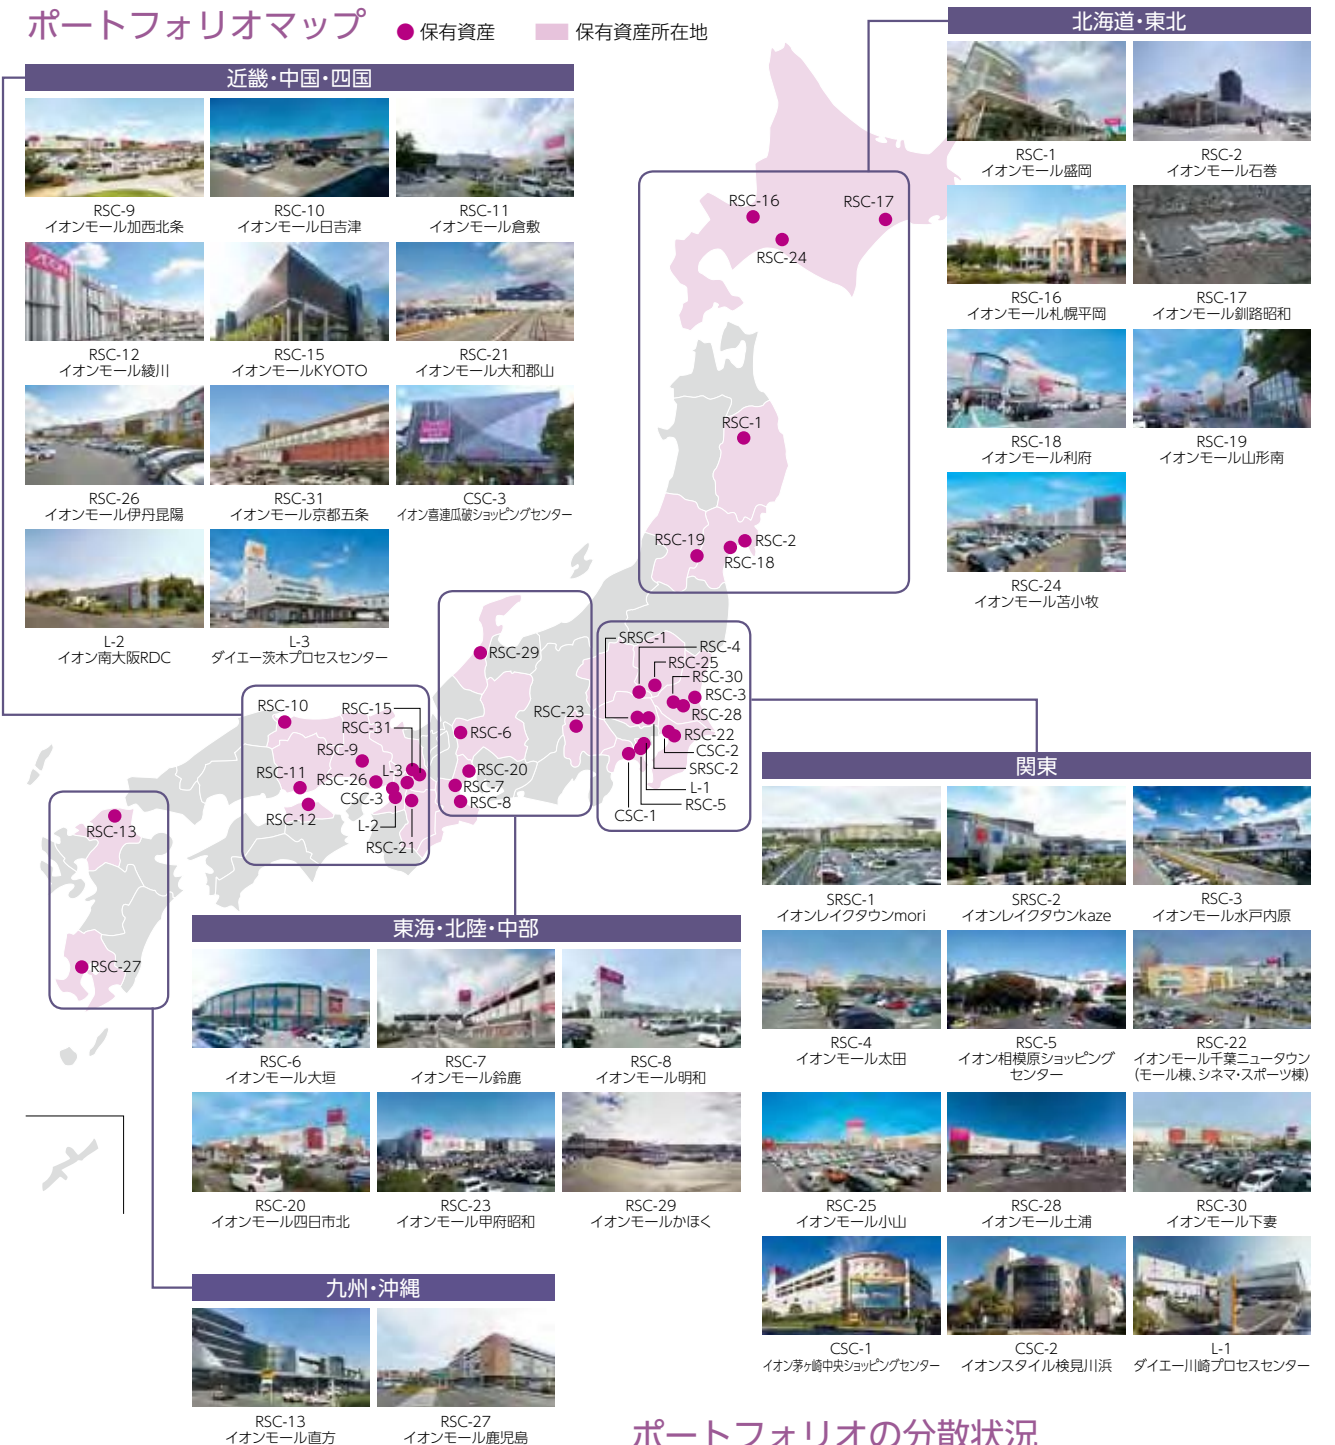 ポートフォリオマップ
保有資産
保有資産所在地
近畿・中国・四国
RSC-9
イオンモール加西北条
RSC-10
イオンモール日吉津
RSC-11
イオンモール倉敷
RSC-12
イオンモール綾川
RSC-15
イオンモールKYOTO
RSC-21
イオンモール大和郡山
RSC-26
イオンモール伊丹昆陽
RSC-31
イオンモール京都五条
CSC-3
イオン喜連瓜破ショッピングセンター
L-2
イオン南大阪RDC
L-3
ダイエー茨木プロセスセンター
北海道・東北
RSC-1
イオンモール盛岡
RSC-2
イオンモール石巻
RSC-16
イオンモール札幌平岡
RSC-17
イオンモール釧路昭和
RSC-18
イオンモール利府
RSC-19
イオンモール山形南
RSC-24
イオンモール苫小牧
RSC-16
RSC-17
RSC-24
RSC-1
RSC-19
RSC-2
RSC-18
RSC-29
RSC-23
RSC-6
RSC-20
RSC-7
RSC-8
SRSC-1
RSC-4
RSC-25
RSC-30
RSC-3
RSC-28
RSC-22
CSC-2
SRSC-2
L-1
RSC-5
CSC-1
RSC-10
RSC-15
RSC-31
RSC-9
RSC-11
RSC-26
L-3
CSC-3
RSC-12
L-2
RSC-21
RSC-13
RSC-27
関東
SRSC-1
イオンレイクタウンmori
SRSC-2
イオンレイクタウンkaze
RSC-3
イオンモール水戸内原
RSC-4
イオンモール太田
RSC-5
イオン相模原ショッピング
センター
RSC-22
イオンモール千葉ニュータウン
(モール棟、シネマ・スポーツ棟)
RSC-25
イオンモール小山
RSC-28
イオンモール土浦
RSC-30
イオンモール下妻
CSC-1
イオン茅ヶ崎中央ショッピングセンター
CSC-2
イオンスタイル検見川浜
L-1
ダイエー川崎プロセスセンター
東海・北陸・中部
RSC-6
イオンモール大垣
RSC-7
イオンモール鈴鹿
RSC-8
イオンモール明和
RSC-20
イオンモール四日市北
RSC-23
イオンモール甲府昭和
RSC-29
イオンモールかほく
九州・沖縄
RSC-13
イオンモール直方
RSC-27
イオンモール鹿児島
ポートフォリオの分散状況